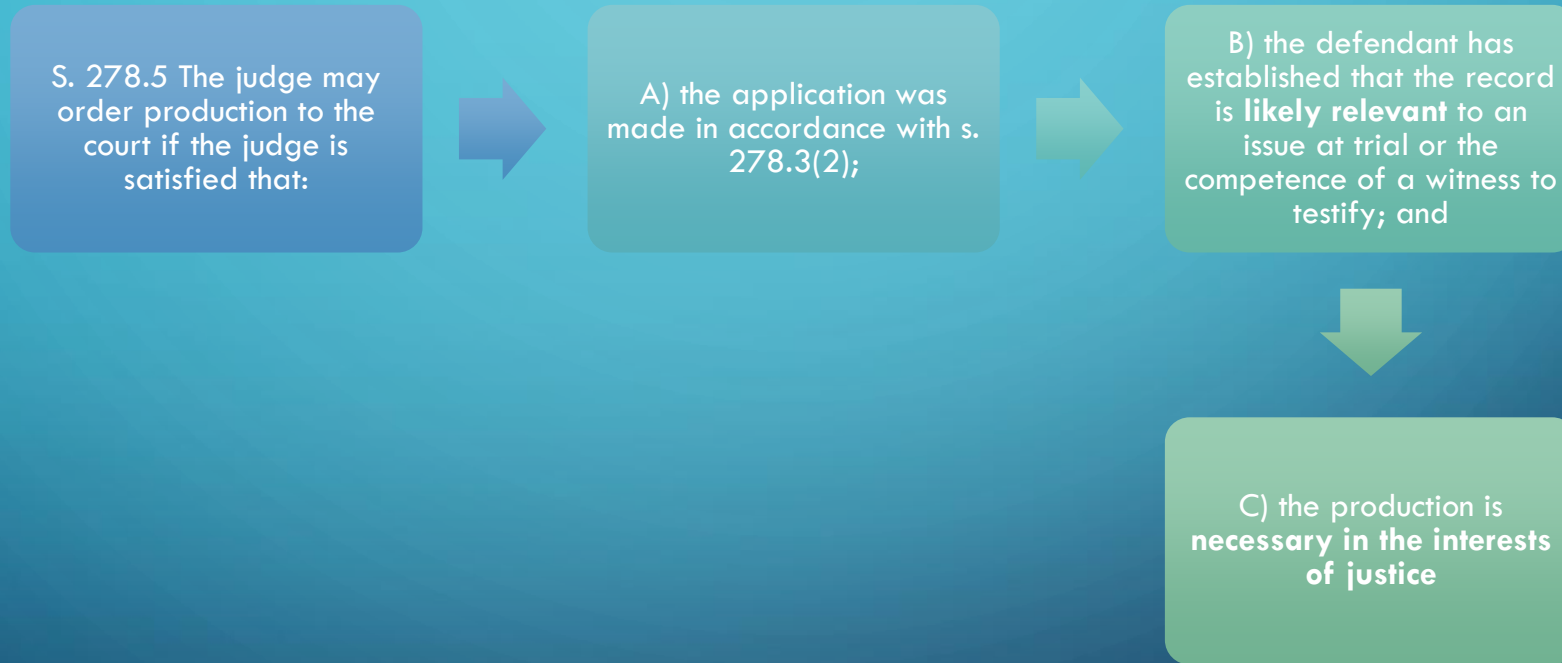 S. 278.5 The judge may
order production to the
court if the judge is
satisfied that:
A) the application was
made in accordance with s.
278.3(2);
B) the defendant has
established that the record
is likely relevant to an
issue at trial or the
competence of a witness to
testify; and
C) the production is
necessary in the interests
of justice